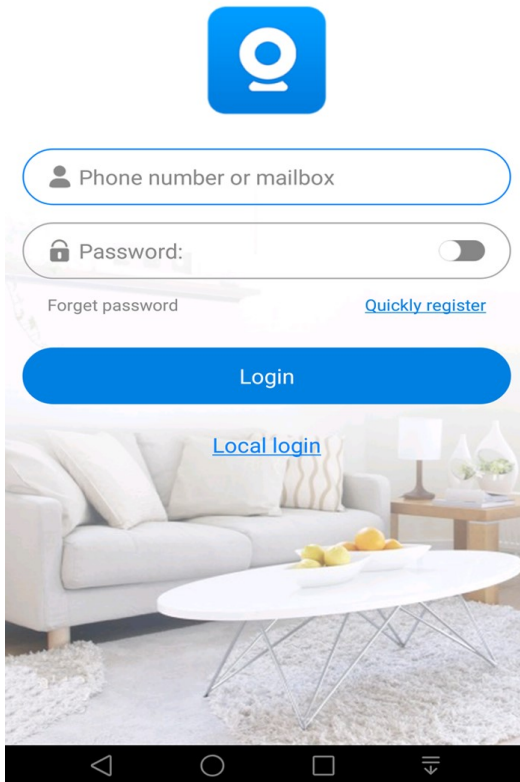 Phone number or mailbox
Password:
Forget password Quickly register
Login
Local login